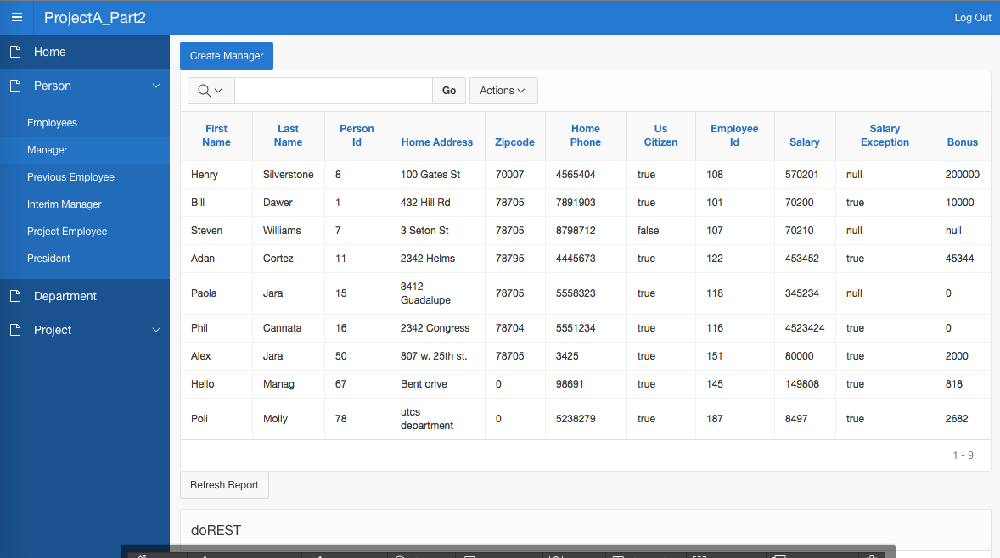 ProjectA_Part2
Log Out
Home
Person
Employees
Manager
Previous Employee
Interim Manager
Project Employee
President
Department
Project
Create Manager
Go Actions
First Name Last Name Person Id Home Address Zipcode Home Phone Us Citizen Employee Id Salary Salary Exception Bonus
Henry Silverstone 8 100 Gates St 70007 4565404 true 108 570201 null 200000
Bill Dawer 1 432 Hill Rd 78705 7891903 true 101 70200 true 10000
Steven Williams 7 3 Seton St 78705 8798712 false 107 70210 null null
Adan Cortez 11 2342 Helms 78795 4445673 true 122 453452 true 45344
Paola Jara 15 3412 Guadalupe 78705 5558323 true 118 345234 null 0
Phil Cannata 16 2342 Congress 78704 5551234 true 116 4523424 true 0
Alex Jara 50 807 w. 25th st. 78705 3425 true 151 80000 true 2000
Hello Manag 67 Bent drive 0 98691 true 145 149808 true 818
Poli Molly 78 utcs department 0 5238279 true 187 8497 true 2682
1 - 9
Refresh Report
doREST